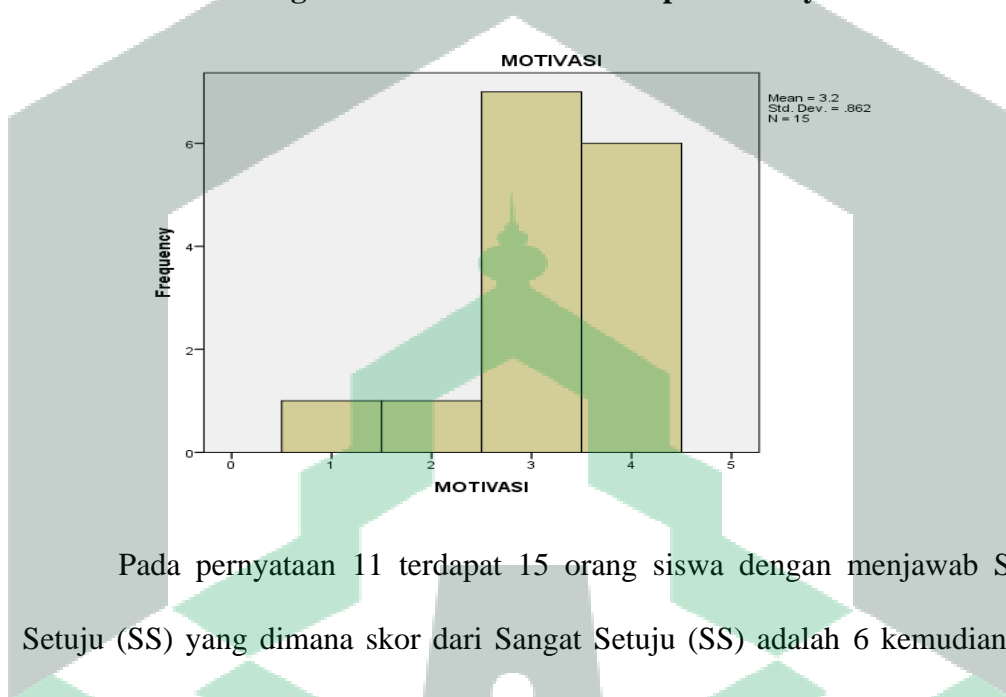 MOTIVASI
Mean = 3.2
Std. Dev. = .862
N = 15
6
4
2
0
Frequency
0 1 2 3 4 5
MOTIVASI
Pada pernyataan 11 terdapat 15 orang siswa dengan menjawab S
Setuju (SS) yang dimana skor dari Sangat Setuju (SS) adalah 6 kemudian